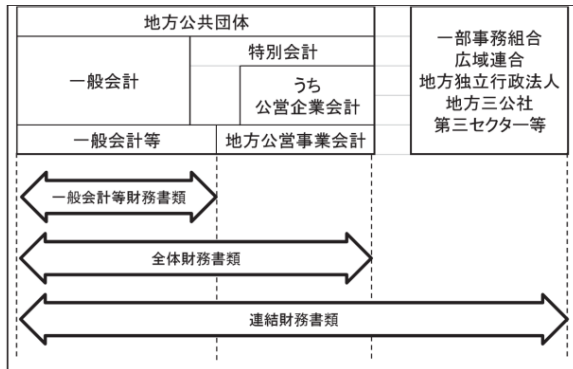 地方公共団体
一般会計
特別会計
うち
公営企業会計
一般会計等
地方公営事業会計
一部事務組合
広域連合
地方独立行政法人
地方三公社
第三セクター等
一般会計等財務書類
全体財務書類
連結財務書類